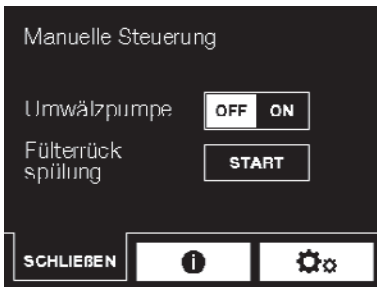 Manuelle Steuerung
Umwälzpumpe OFF ON
Fülterrück
spülung START
SCHLIEßEN